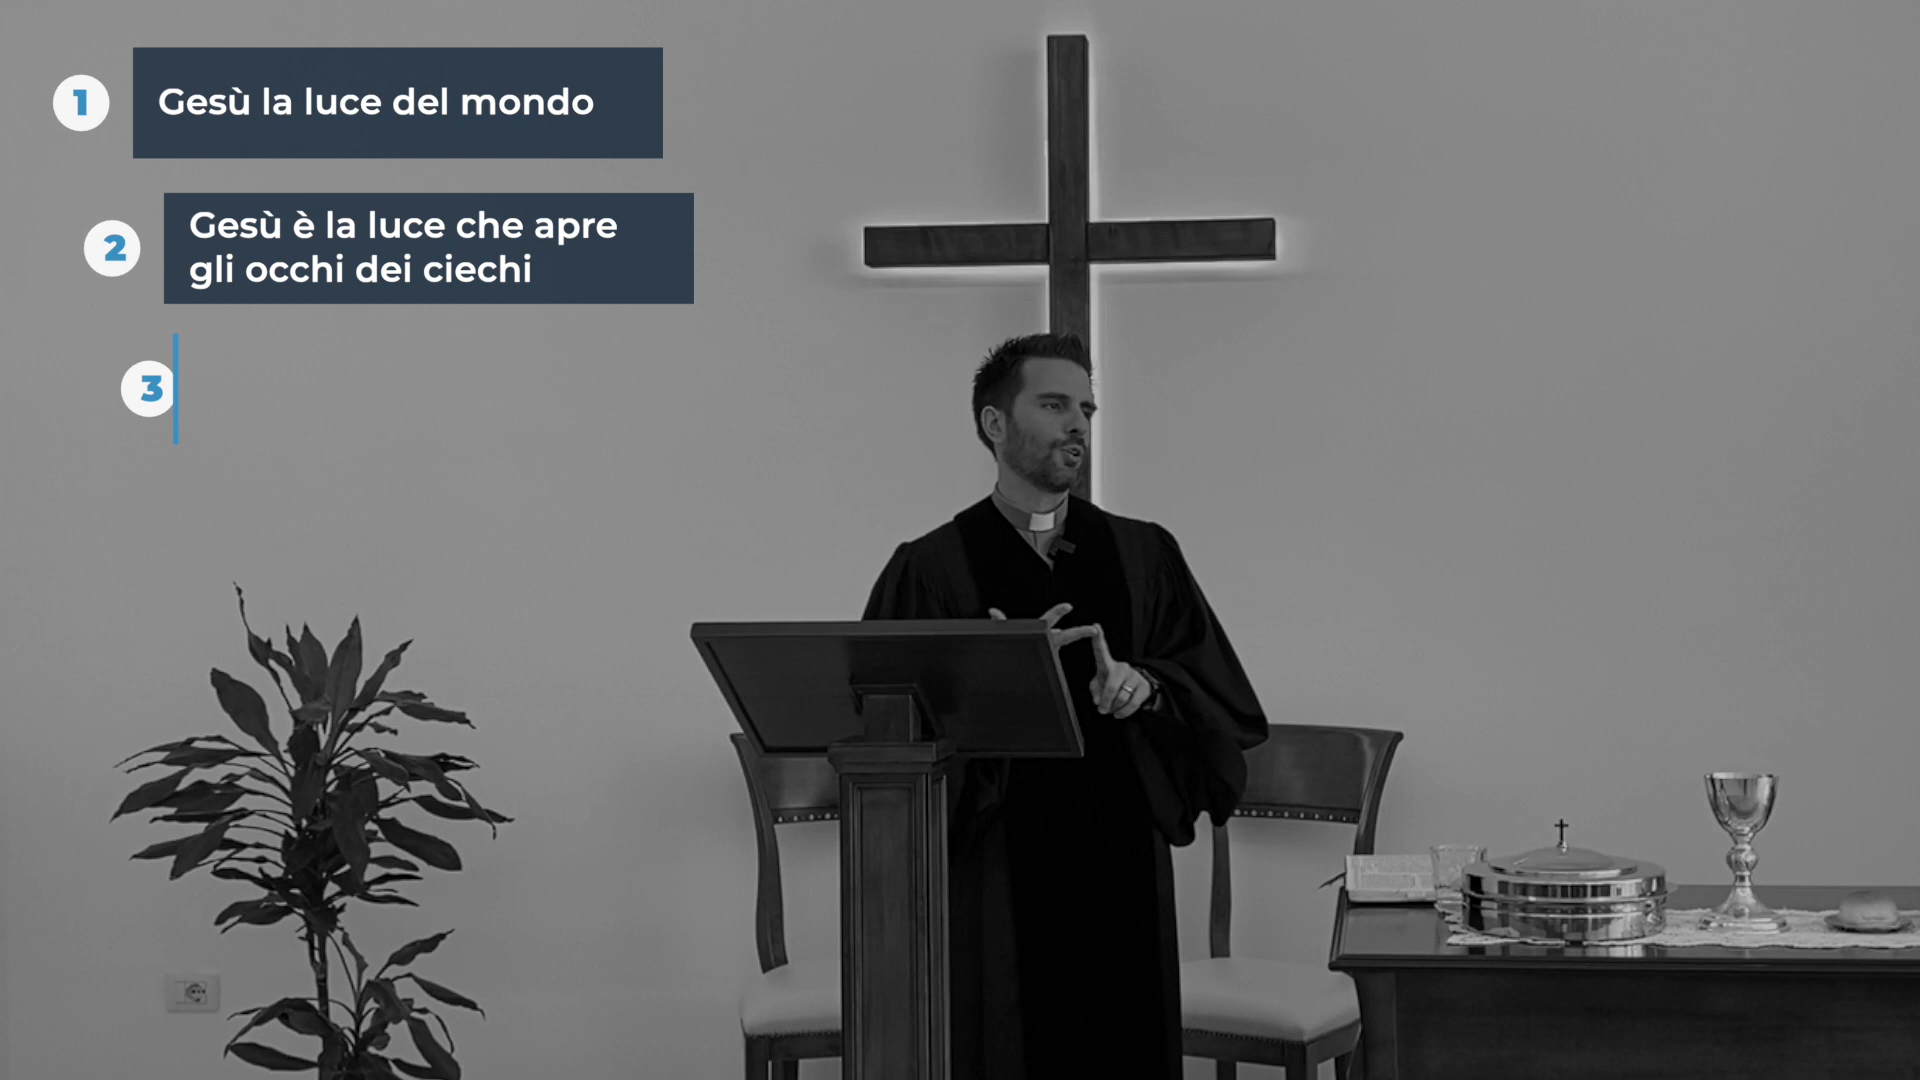 1
Gesù la luce del mondo
2
Gesù è la luce che apre
gli occhi dei ciechi
3